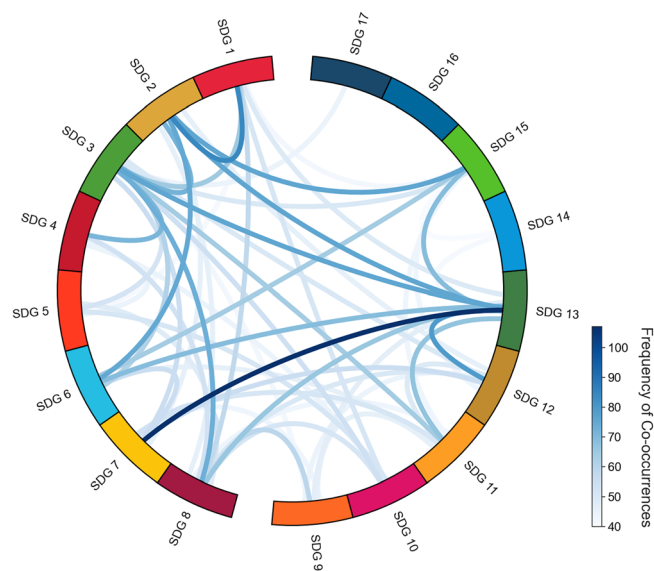 SDG 1
SDG 17
SDG 2
SDG 16
SDG 3
SDG 15
SDG 4
SDG 14
SDG 5
SDG 13
SDG 6
SDG 12
SDG 7
SDG 11
SDG 8
SDG 10
SDG 9
100
90
80
70
60
50
40
Frequency of Co-occurrences